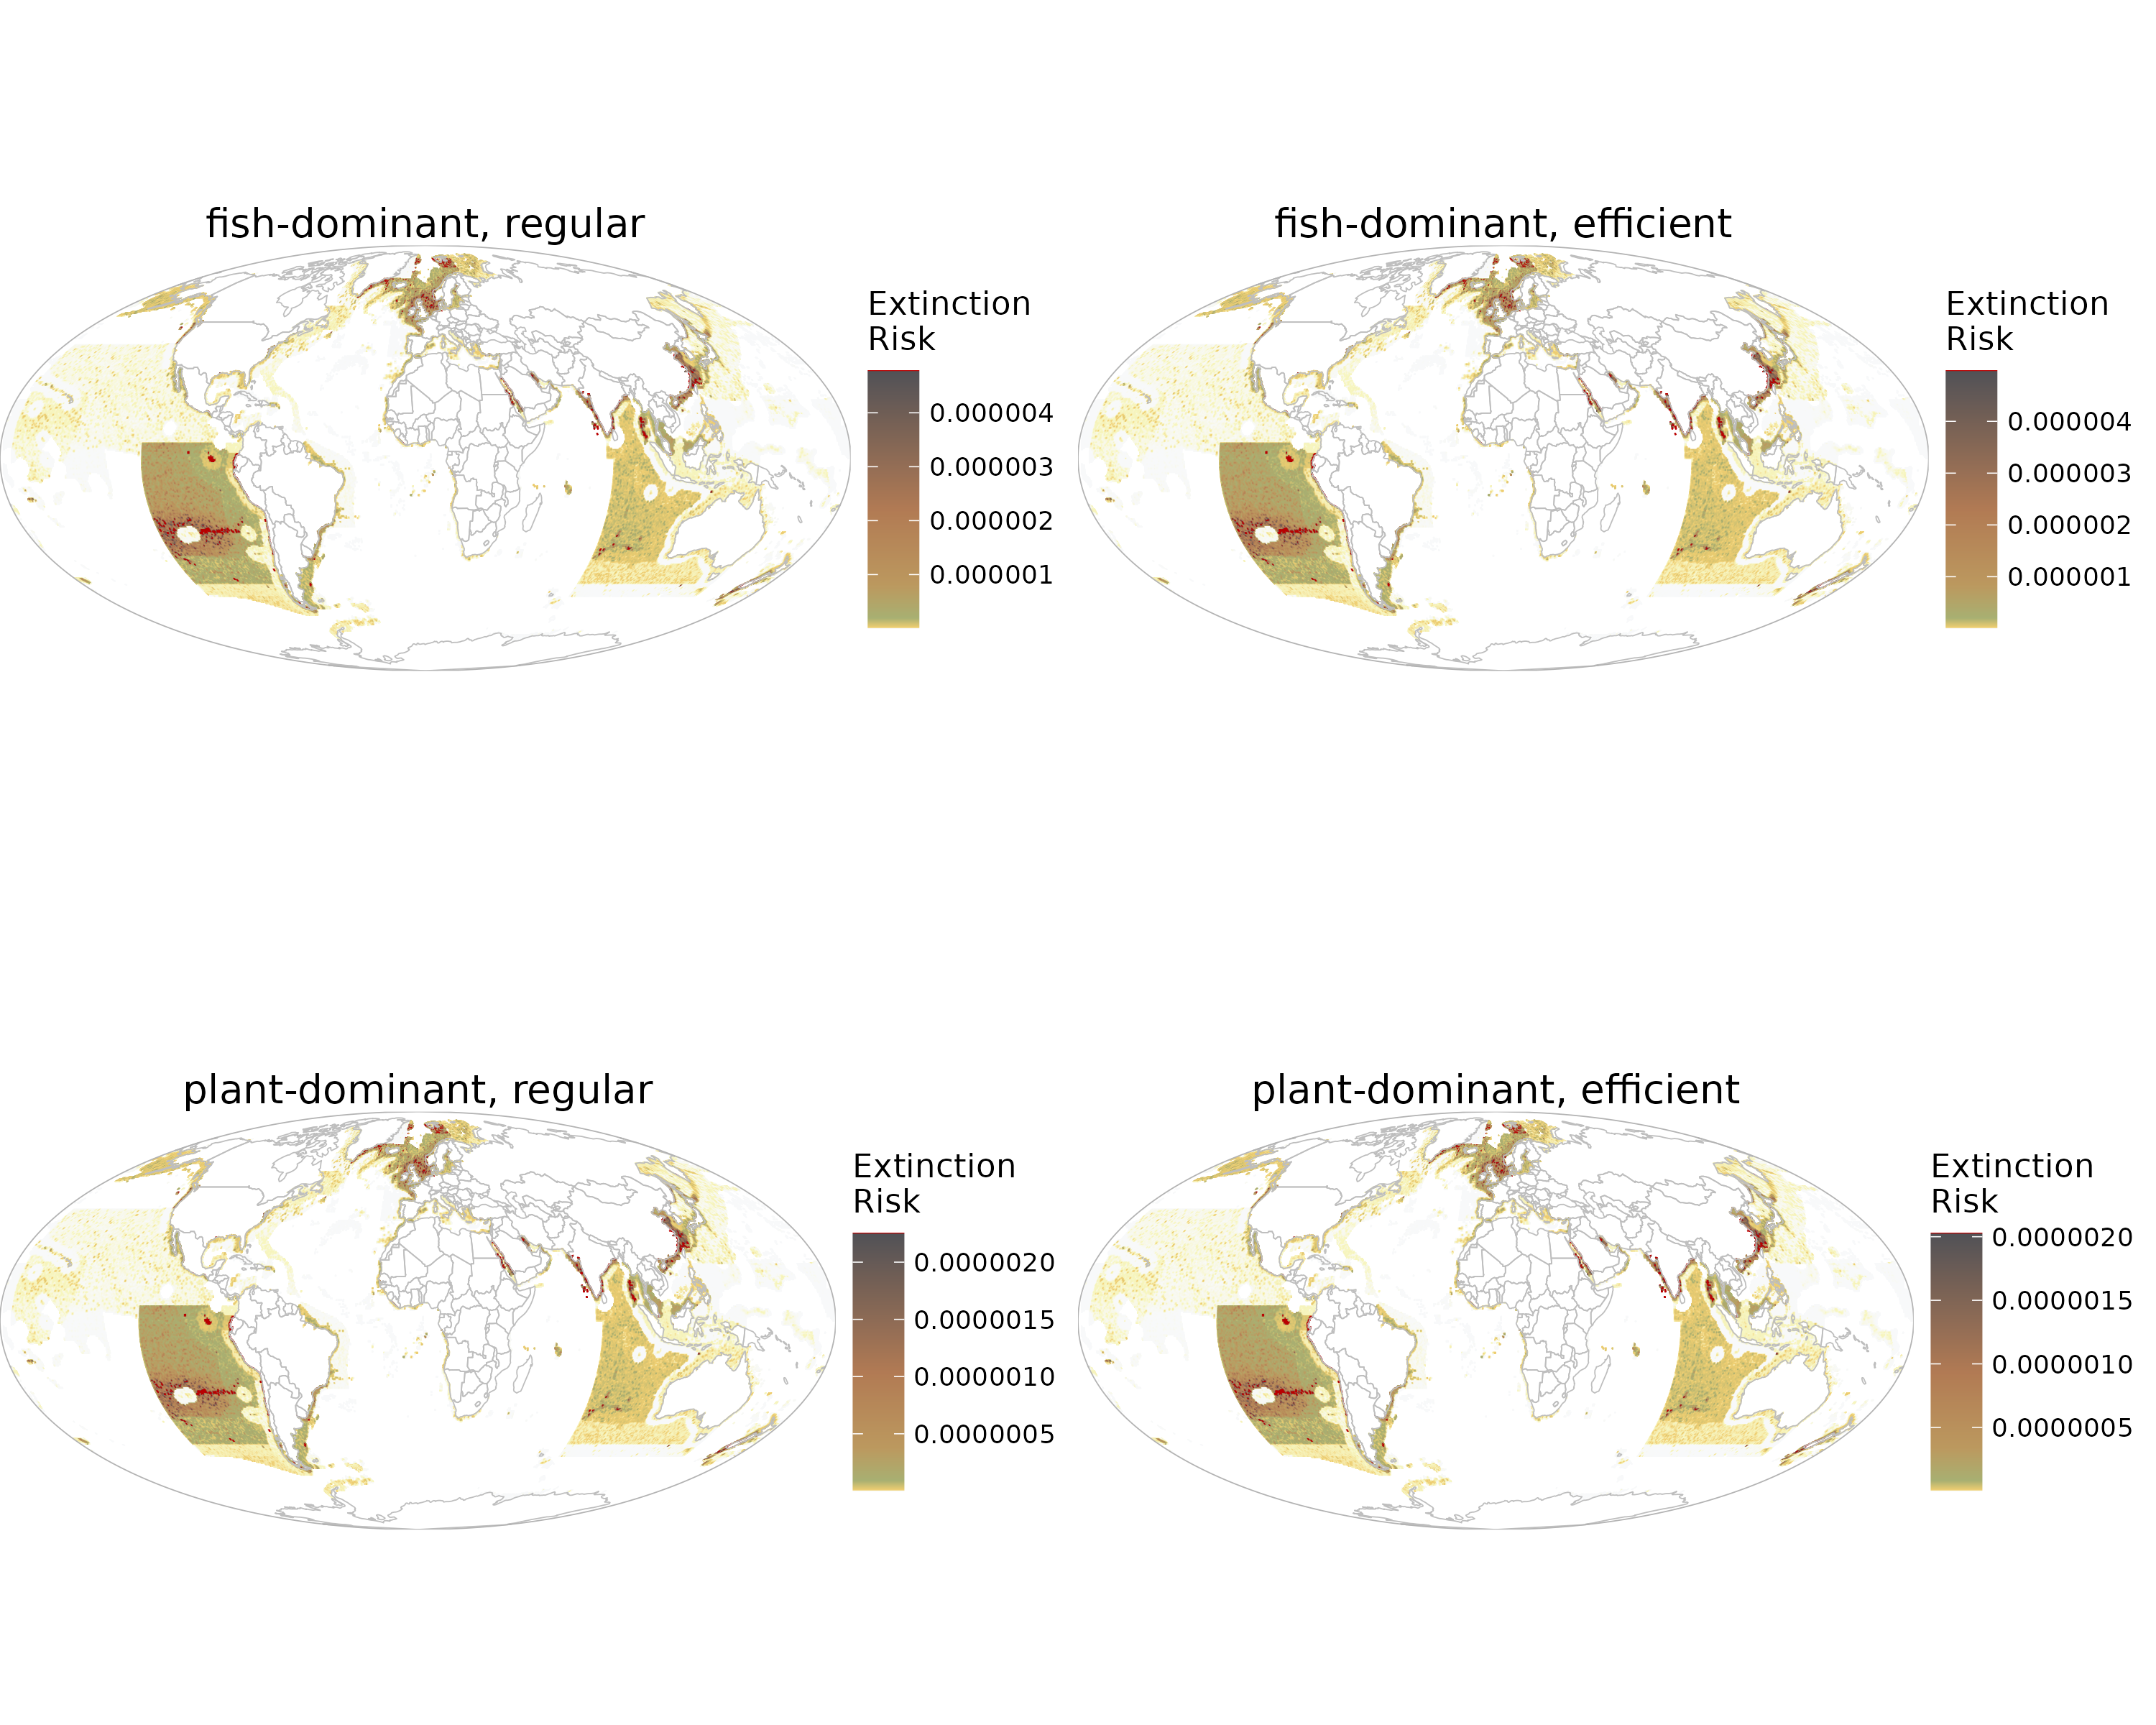 fish-dominant, regular
Extinction
Risk
0.000004
0.000003
0.000002
0.000001
fish-dominant, efficient
Extinction
Risk
0.000004
0.000003
0.000002
0.000001
plant-dominant, regular
Extinction
Risk
0.0000020
0.0000015
0.0000010
0.0000005
plant-dominant, efficient
Extinction
Risk
0.0000020
0.0000015
0.0000010
0.0000005